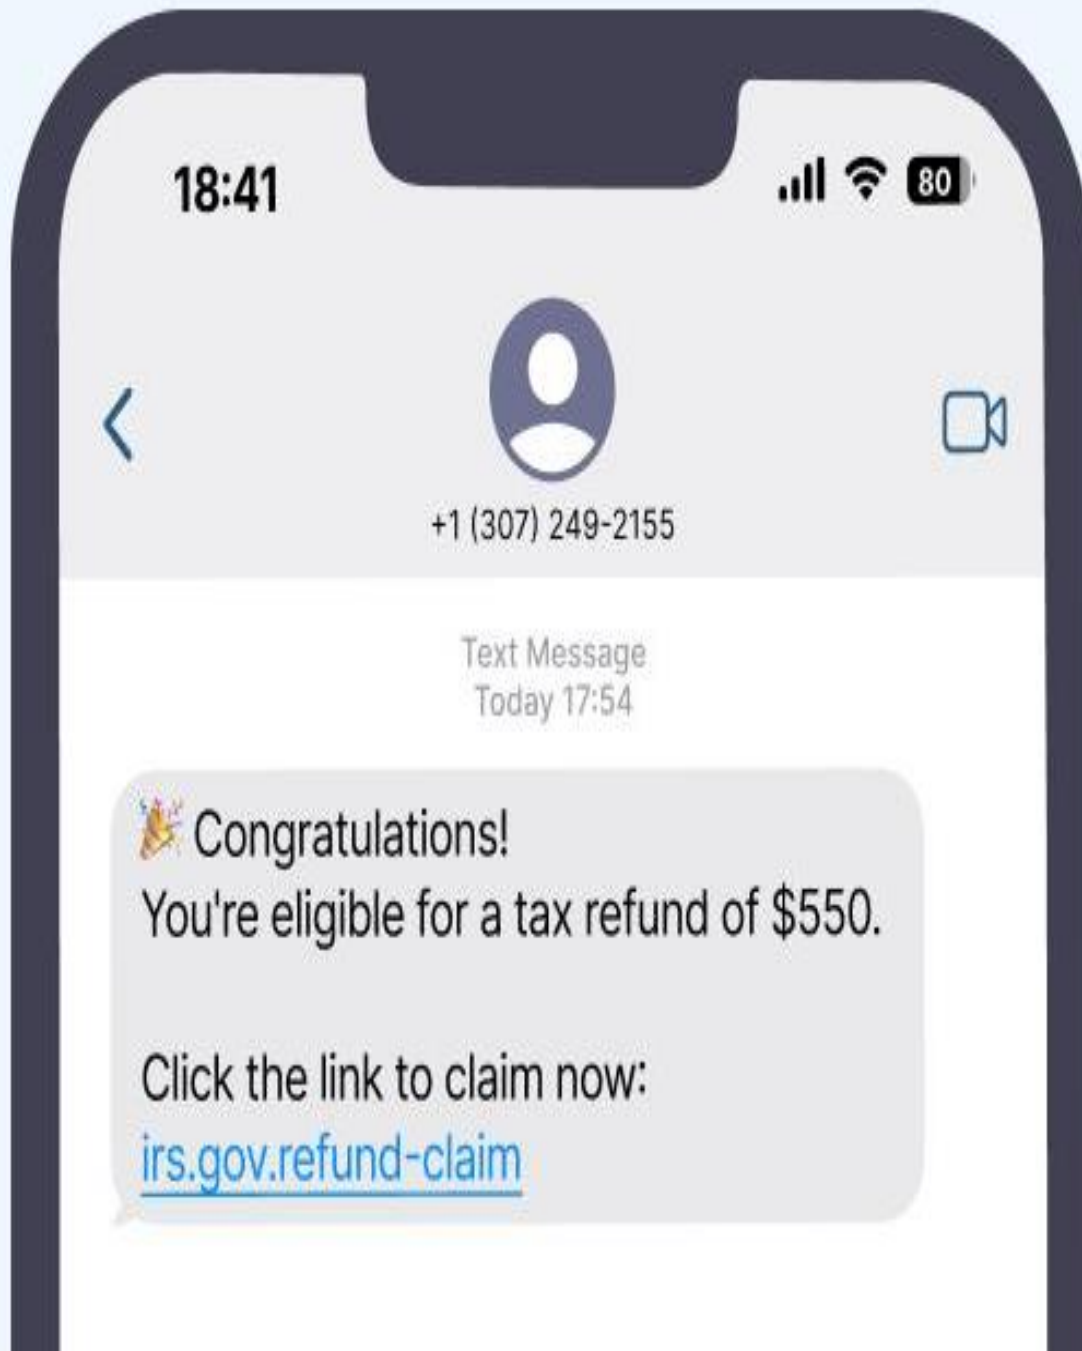 18:41
80
+1 (307) 249-2155
Text Message
Today 17:54
🎉 Congratulations!
You're eligible for a tax refund of $550.
Click the link to claim now:
irs.gov.refund-claim